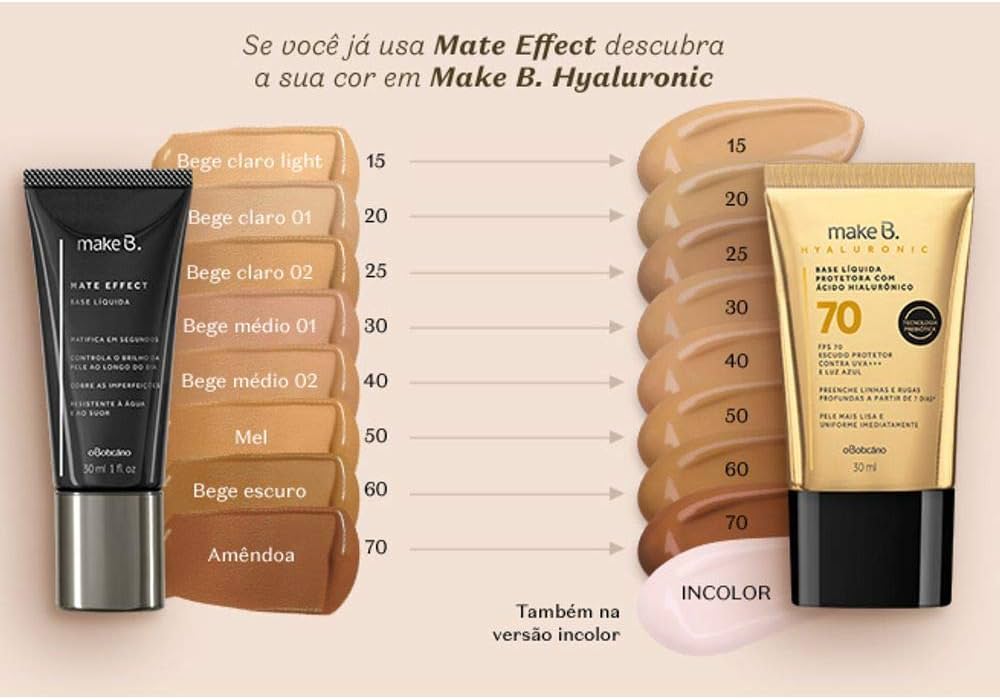 Se você já usa Mate Effect descubra
a sua cor em Make B. Hyaluronic
Bege claro light 15 15
Bege claro 01 20 20
Bege claro 02 25 25
Bege médio 01 30 30
Bege médio 02 40 40
Mel 50 50
Bege escuro 60 60
Amêndoa 70 70
INCOLOR
Também na
versão incolor
make B.
MATE EFFECT
BASE LÍQUIDA
MATIFICA EM SEGUNDOS
CONTROLA O BRILHO DA
PELE AO LONGO DO DIA
COBRE AS IMPERFEIÇÕES
RESISTENTE À ÁGUA
E AO SUOR
oBoticário
30 ml 1 fl oz
make B.
HYALURONIC
BASE LÍQUIDA
PROTETORA COM
ÁCIDO HIALURÔNICO
70
TECNOLOGIA
PREBIÓTICA
FPS 70
ESCUDO PROTETOR
CONTRA UVA+++
E LUZ AZUL
PREENCHE LINHAS E RUGAS
PROFUNDAS A PARTIR DE 7 DIAS*
PELE MAIS LISA E
UNIFORME IMEDIATAMENTE
oBoticário
30 ml